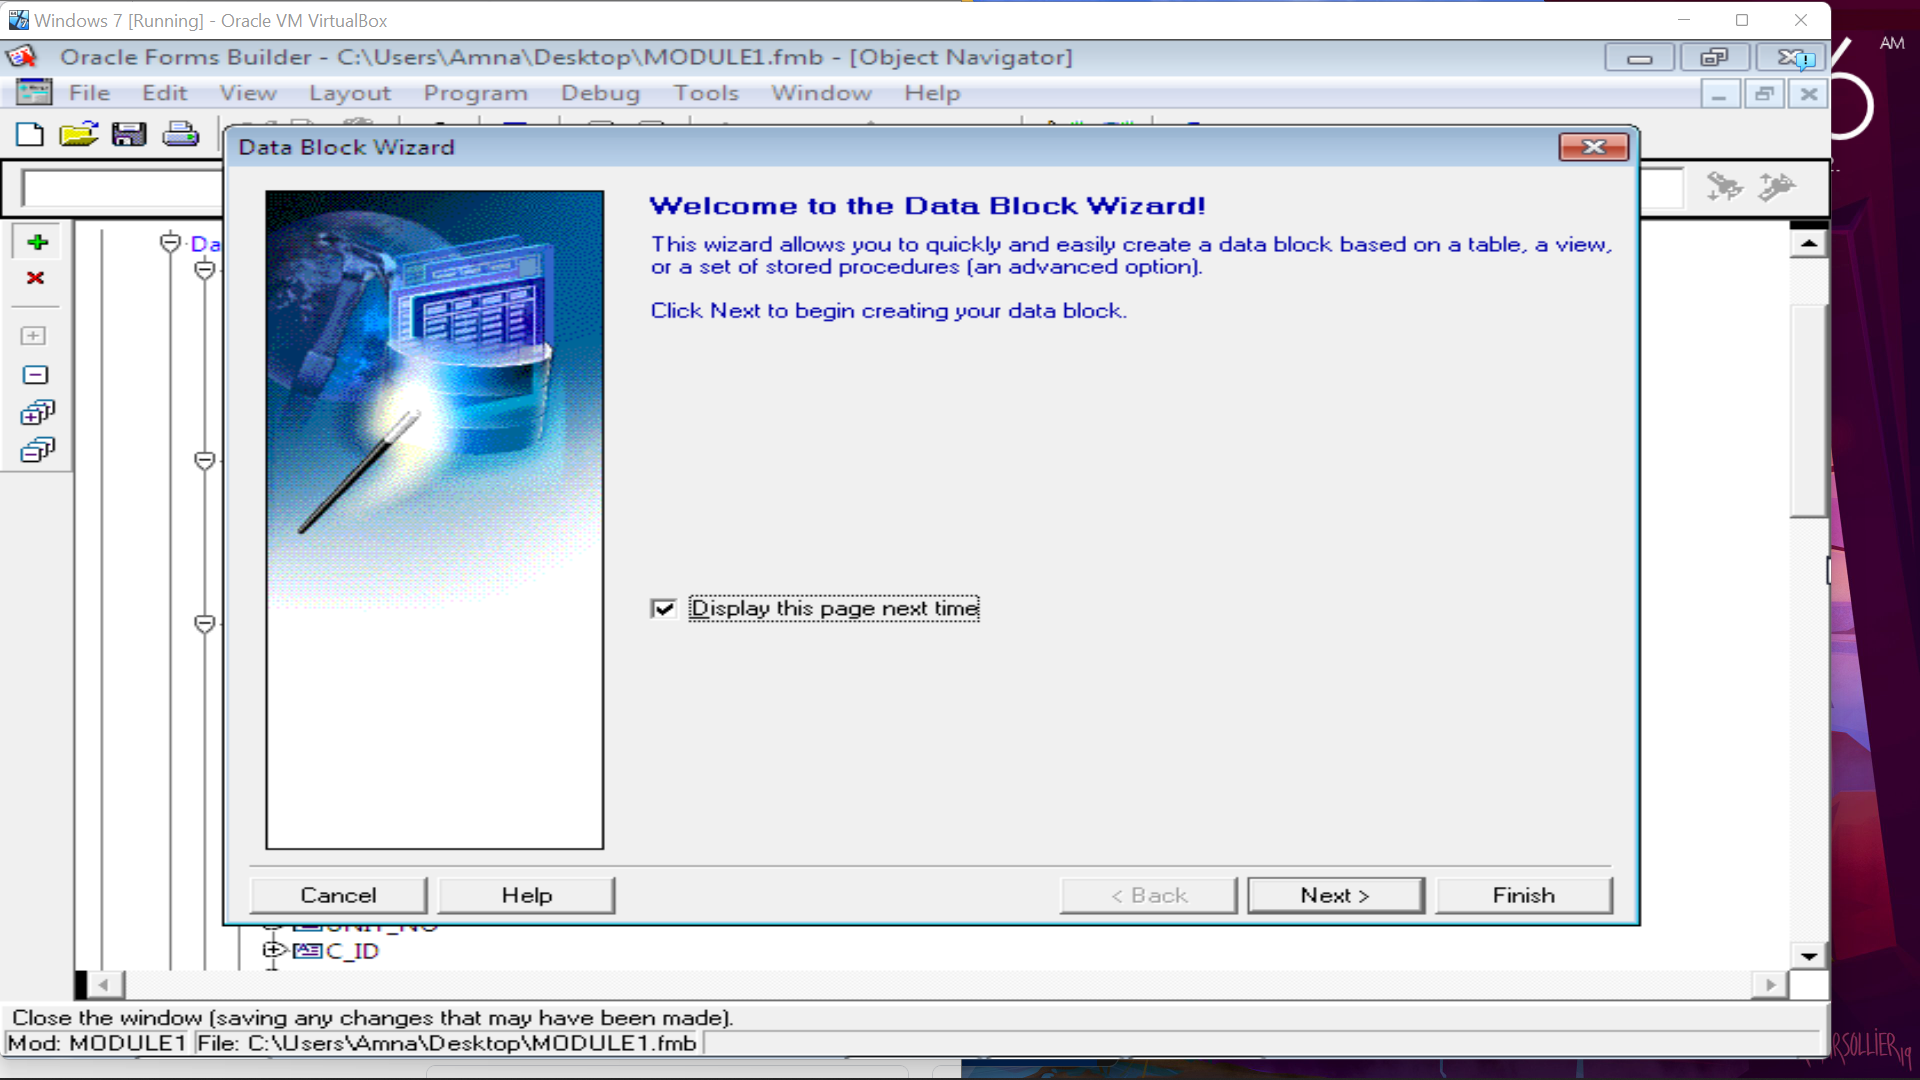 Windows 7 [Running] - Oracle VM VirtualBox
AM
Oracle Forms Builder - C:\Users\Amna\Desktop\MODULE1.fmb - [Object Navigator]
File Edit View Layout Program Debug Tools Window Help
Data Block Wizard
Welcome to the Data Block Wizard!
This wizard allows you to quickly and easily create a data block based on a table, a view,
or a set of stored procedures (an advanced option).
Click Next to begin creating your data block.
Da
Display this page next time
Cancel Help < Back Next > Finish
UNIT_NO
C_ID
Close the window (saving any changes that may have been made).
Mod: MODULE1 File: C:\Users\Amna\Desktop\MODULE1.fmb